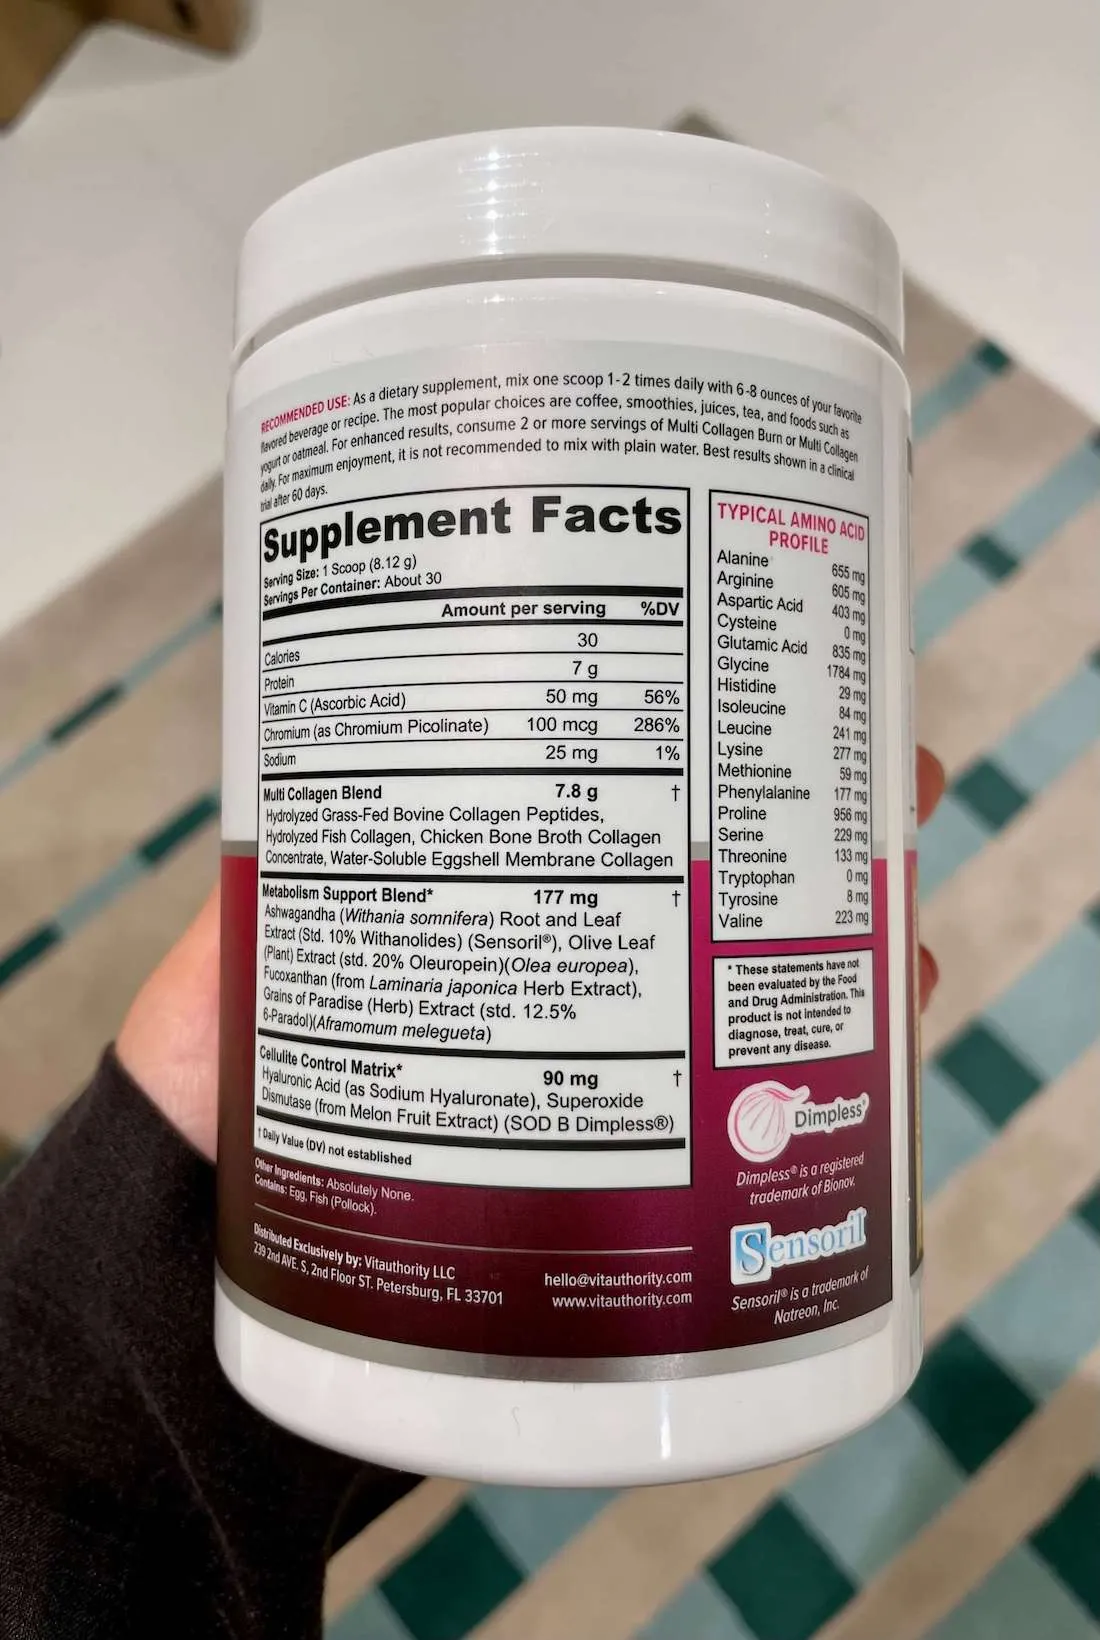 RECOMMENDED USE: As a dietary supplement, mix one scoop 1-2 times daily with 6-8 ounces of your favorite
flavored beverage or recipe. The most popular choices are coffee, smoothies, juices, tea, and foods such as
yogurt or oatmeal. For enhanced results, consume 2 or more servings of Multi Collagen Burn or Multi Collagen
daily. For maximum enjoyment, it is not recommended to mix with plain water. Best results shown in a clinical
trial after 60 days.
Supplement Facts
Serving Size: 1 Scoop (8.12 g)
Servings Per Container: About 30
Amount per serving %DV
Calories 30
Protein 7 g
Vitamin C (Ascorbic Acid) 50 mg 56%
Chromium (as Chromium Picolinate) 100 mcg 286%
Sodium 25 mg 1%
Multi Collagen Blend 7.8 g †
Hydrolyzed Grass-Fed Bovine Collagen Peptides,
Hydrolyzed Fish Collagen, Chicken Bone Broth Collagen
Concentrate, Water-Soluble Eggshell Membrane Collagen
Metabolism Support Blend* 177 mg †
Ashwagandha (Withania somnifera) Root and Leaf
Extract (Std. 10% Withanolides) (Sensoril®), Olive Leaf
(Plant) Extract (std. 20% Oleuropein)(Olea europea),
Fucoxanthan (from Laminaria japonica Herb Extract),
Grains of Paradise (Herb) Extract (std. 12.5%
6-Paradol)(Aframomum melegueta)
Cellulite Control Matrix* 90 mg †
Hyaluronic Acid (as Sodium Hyaluronate), Superoxide
Dismutase (from Melon Fruit Extract) (SOD B Dimpless®)
† Daily Value (DV) not established
Other Ingredients: Absolutely None.
Contains: Egg, Fish (Pollock).
Distributed Exclusively by: Vitauthority LLC
239 2nd AVE. S, 2nd Floor ST. Petersburg, FL 33701
hello@vitauthority.com
www.vitauthority.com
TYPICAL AMINO ACID
PROFILE
Alanine 655 mg
Arginine 605 mg
Aspartic Acid 403 mg
Cysteine 0 mg
Glutamic Acid 835 mg
Glycine 1784 mg
Histidine 29 mg
Isoleucine 84 mg
Leucine 241 mg
Lysine 277 mg
Methionine 59 mg
Phenylalanine 177 mg
Proline 956 mg
Serine 229 mg
Threonine 133 mg
Tryptophan 0 mg
Tyrosine 8 mg
Valine 223 mg
* These statements have not
been evaluated by the Food
and Drug Administration. This
product is not intended to
diagnose, treat, cure, or
prevent any disease.
Dimpless®
Dimpless® is a registered
trademark of Bionov.
Sensoril®
Sensoril® is a trademark of
Natreon, Inc.